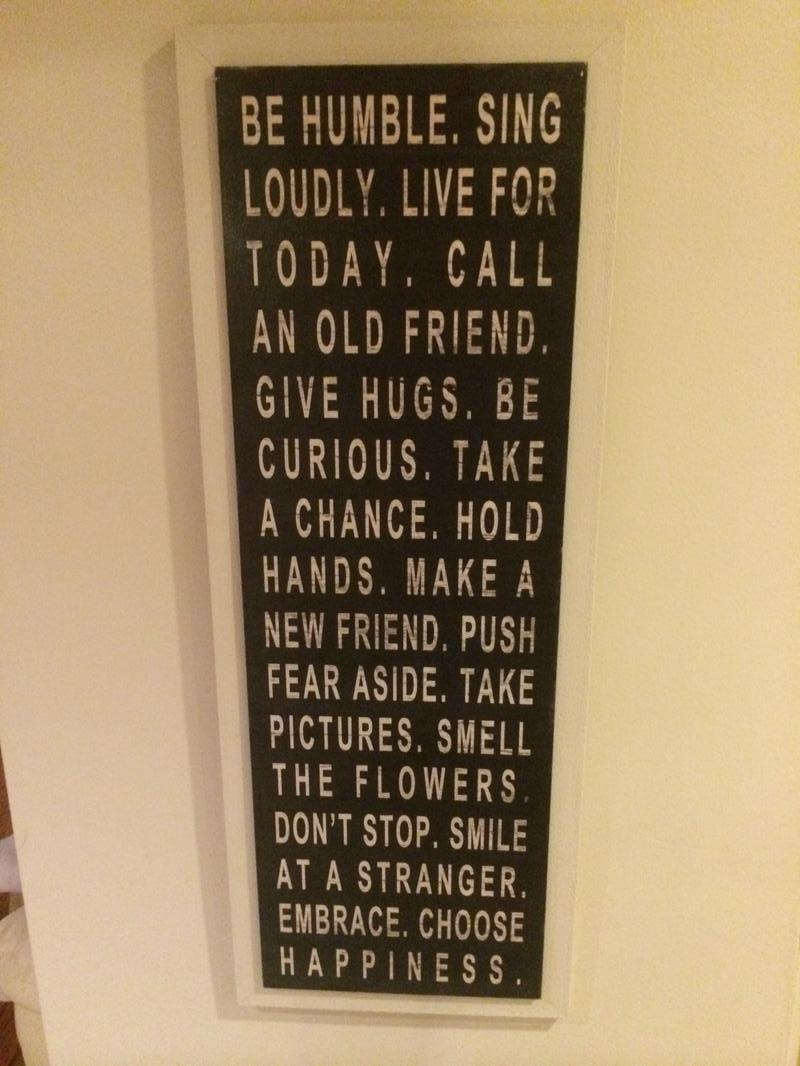 BE HUMBLE. SING
LOUDLY. LIVE FOR
TODAY. CALL
AN OLD FRIEND.
GIVE HUGS. BE
CURIOUS. TAKE
A CHANCE. HOLD
HANDS. MAKE A
NEW FRIEND. PUSH
FEAR ASIDE. TAKE
PICTURES. SMELL
THE FLOWERS.
DON'T STOP. SMILE
AT A STRANGER.
EMBRACE. CHOOSE
HAPPINESS.